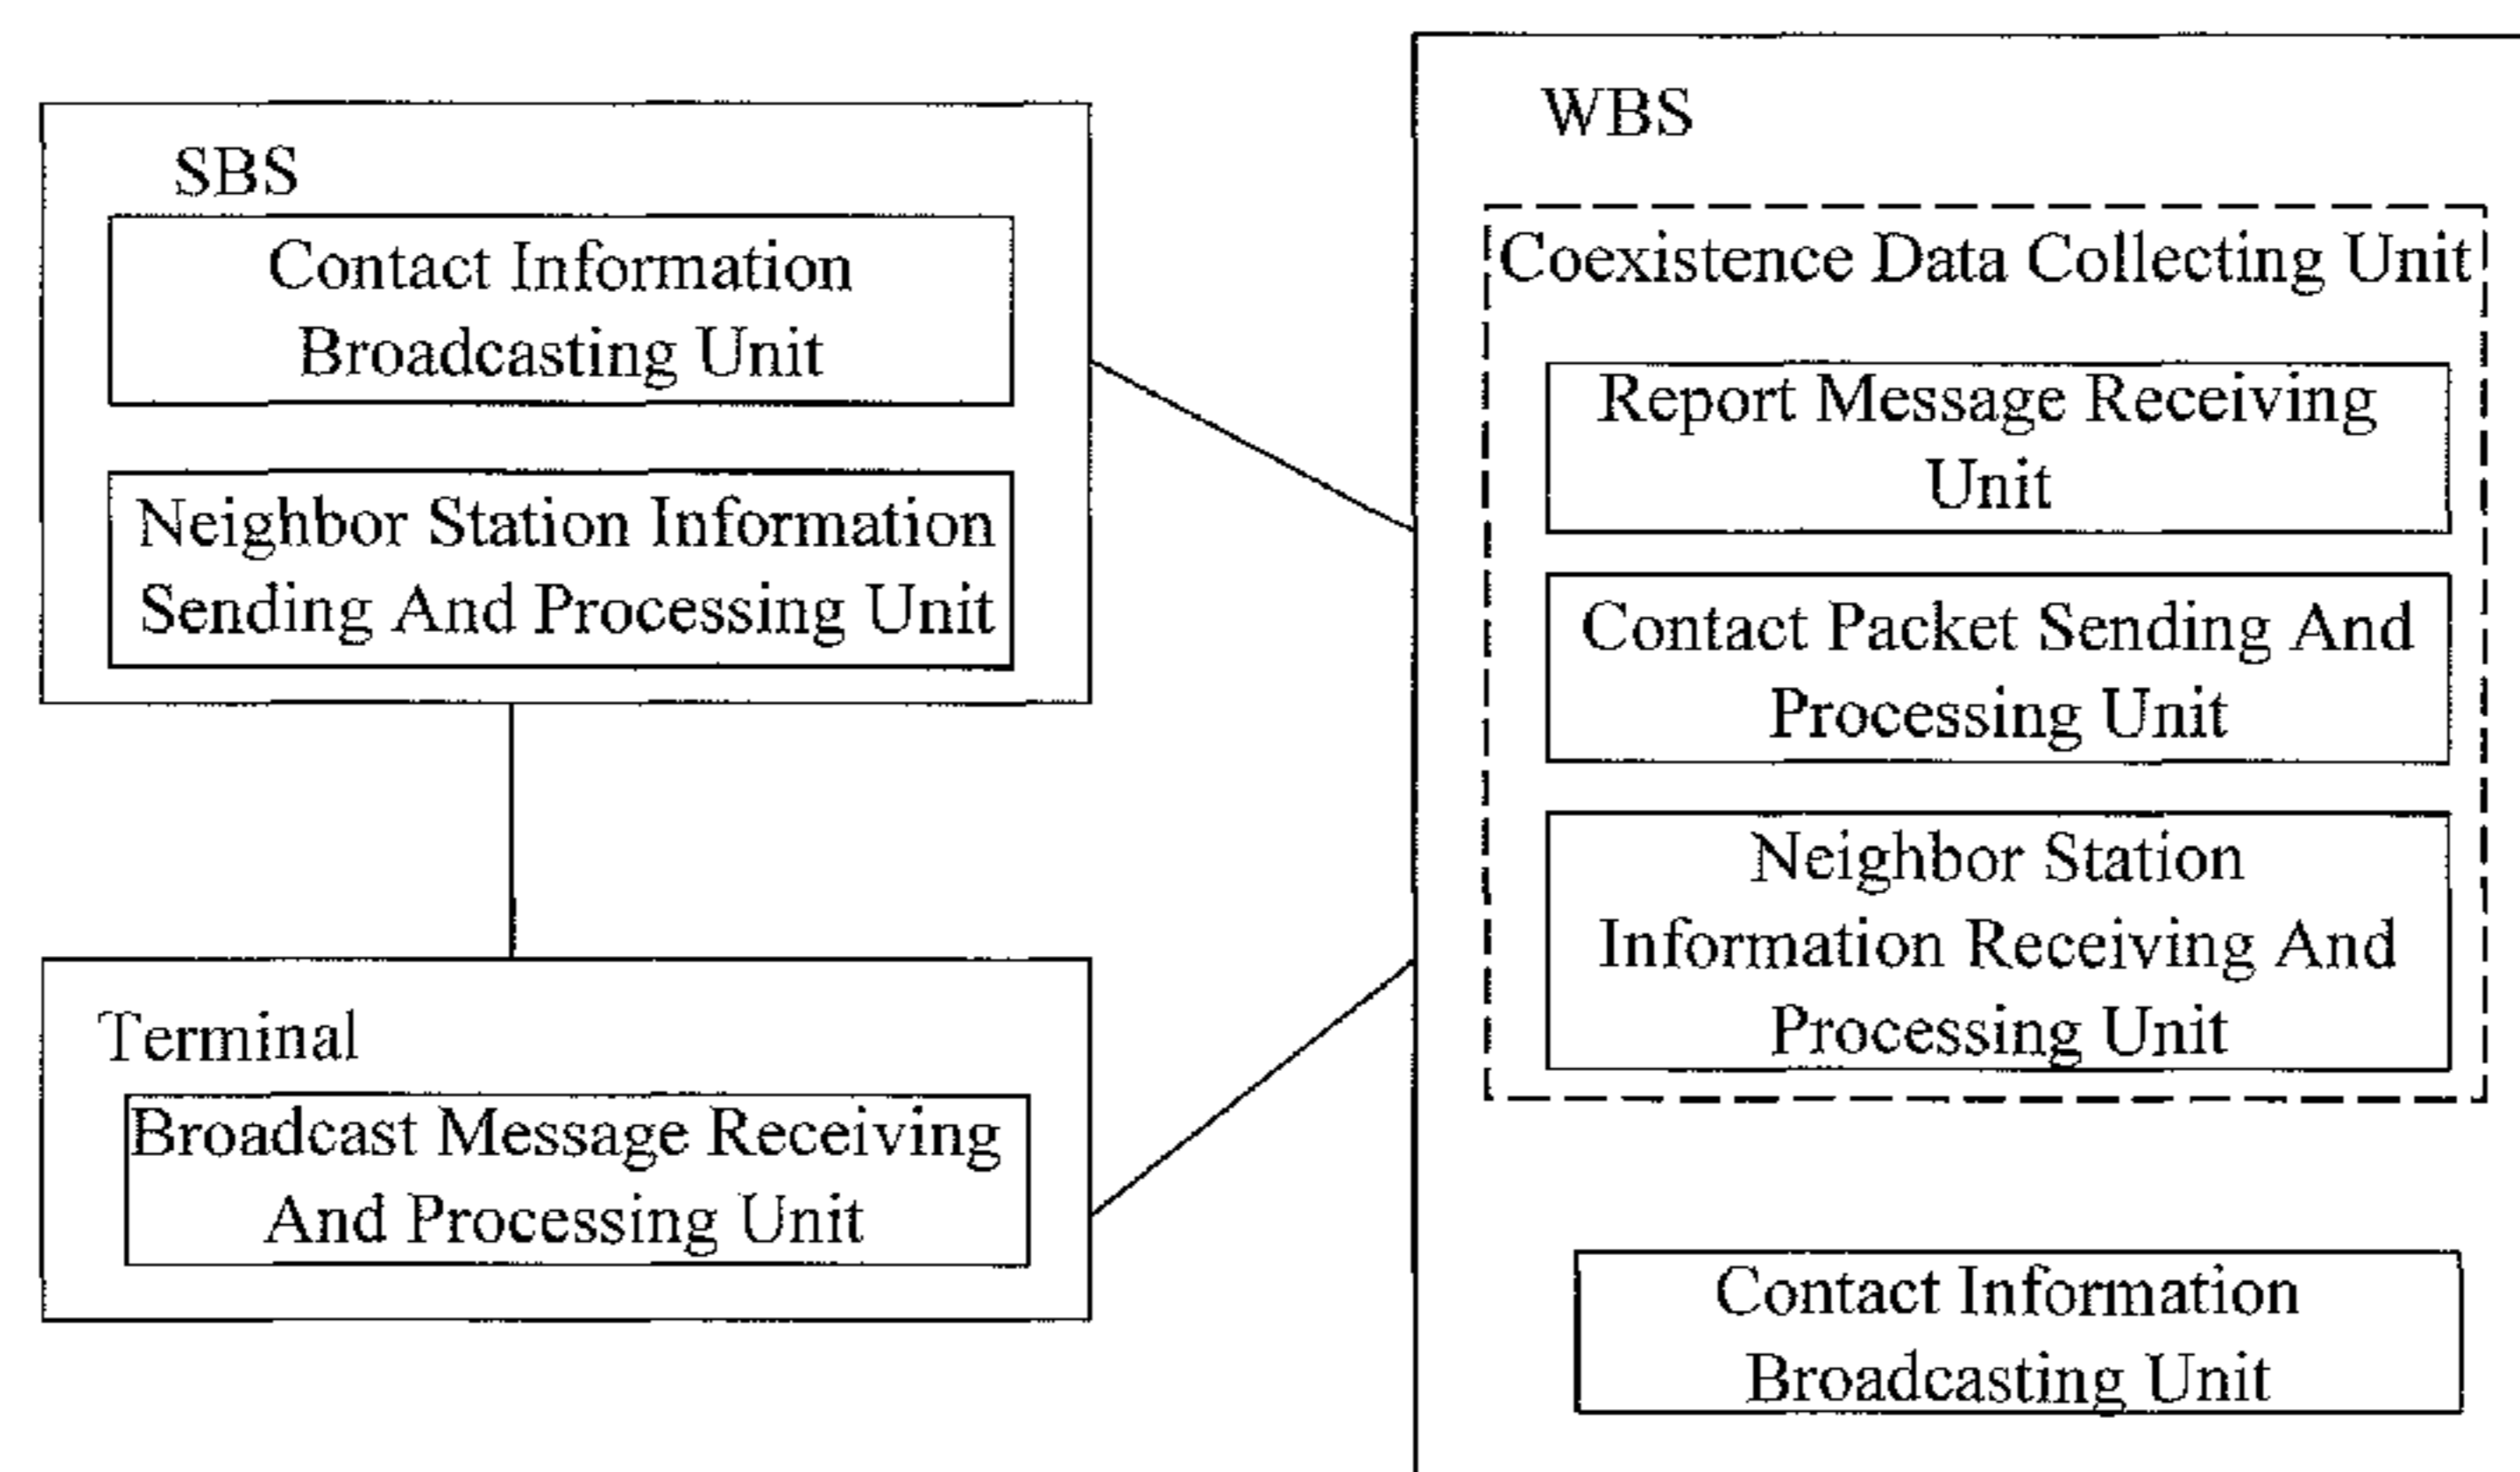 SBS
Contact Information
Broadcasting Unit
Neighbor Station Information
Sending And Processing Unit
Terminal
Broadcast Message Receiving
And Processing Unit
WBS
Coexistence Data Collecting Unit
Report Message Receiving
Unit
Contact Packet Sending And
Processing Unit
Neighbor Station
Information Receiving And
Processing Unit
Contact Information
Broadcasting Unit